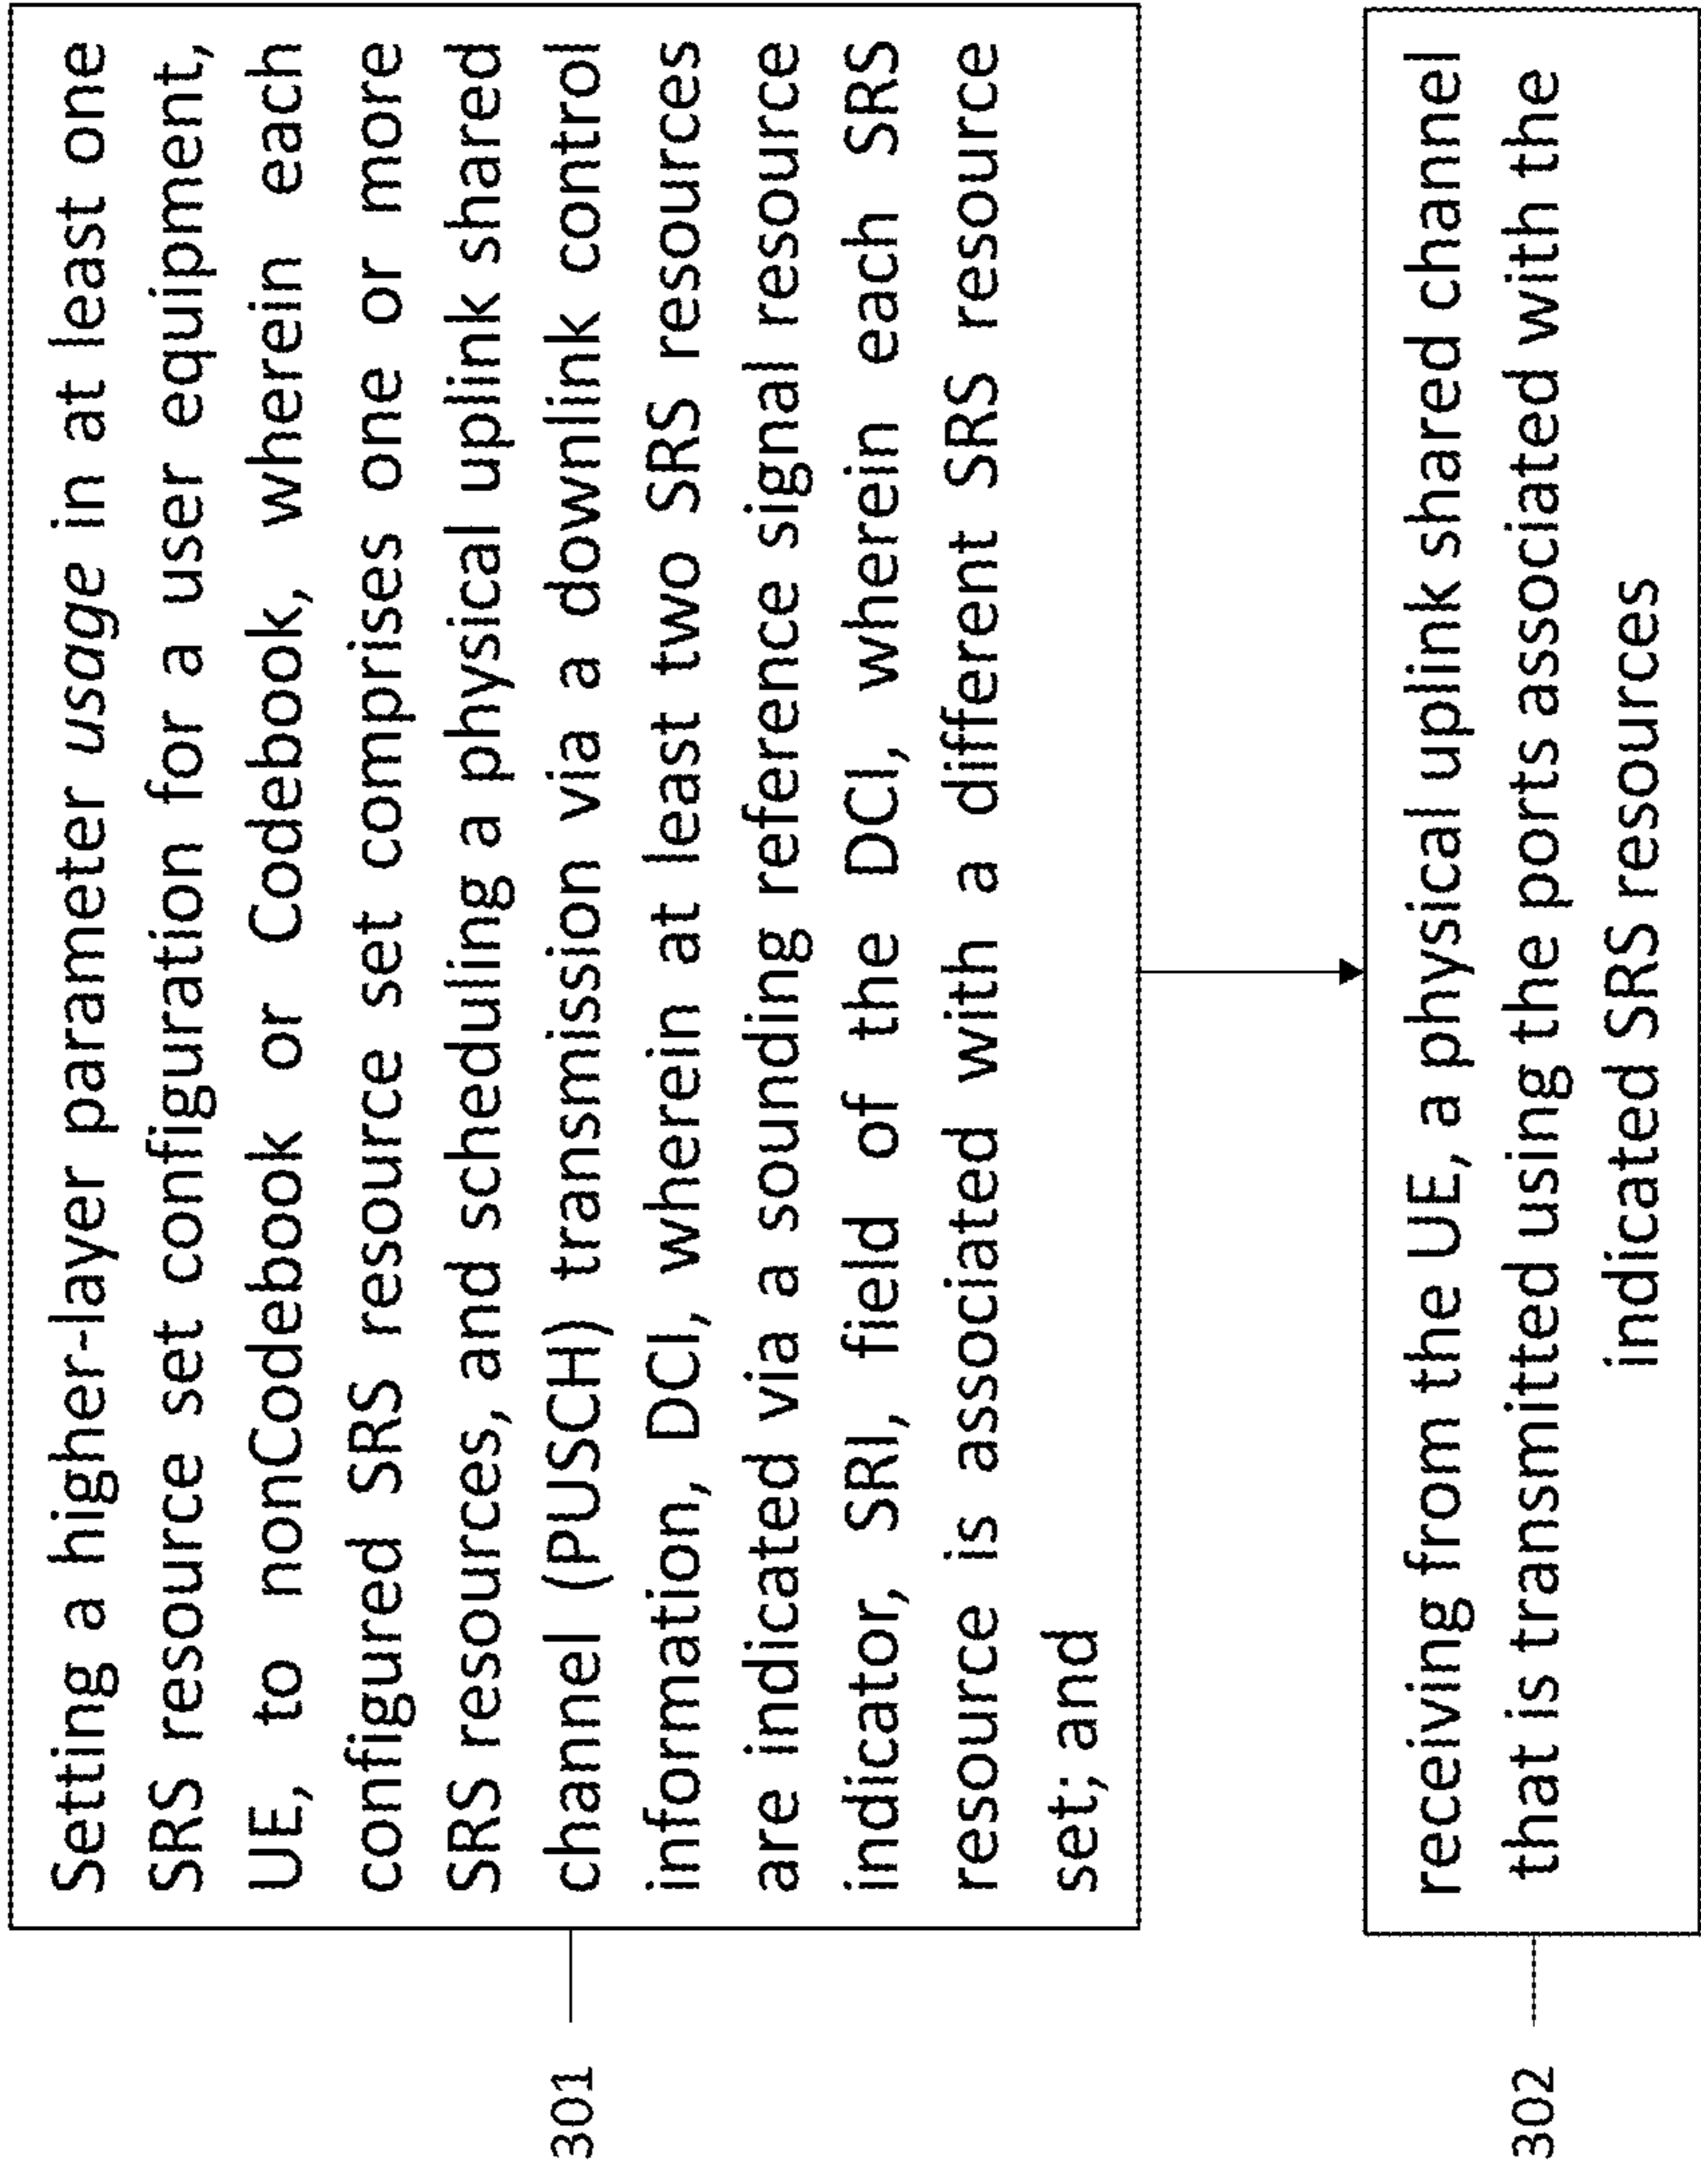 Setting a higher-layer parameter usage in at least one
SRS resource set configuration for a user equipment,
UE, to nonCodebook or Codebook, wherein each
configured SRS resource set comprises one or more
SRS resources, and scheduling a physical uplink shared
channel (PUSCH) transmission via a downlink control
information, DCI, wherein at least two SRS resources
are indicated via a sounding reference signal resource
indicator, SRI, field of the DCI, wherein each SRS
resource is associated with a different SRS resource
set; and
301
receiving from the UE, a physical uplink shared channel
that is transmitted using the ports associated with the
indicated SRS resources
302